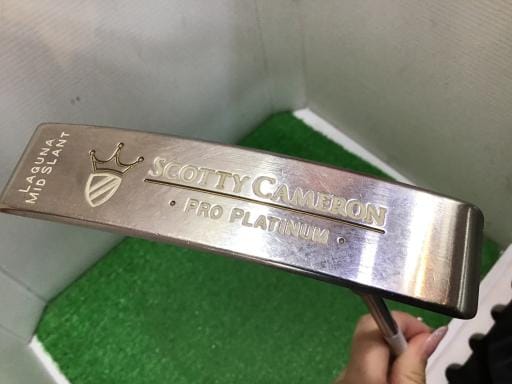 LAGUNA
MID SLANT
SCOTTY CAMERON
· PRO PLATINUM ·